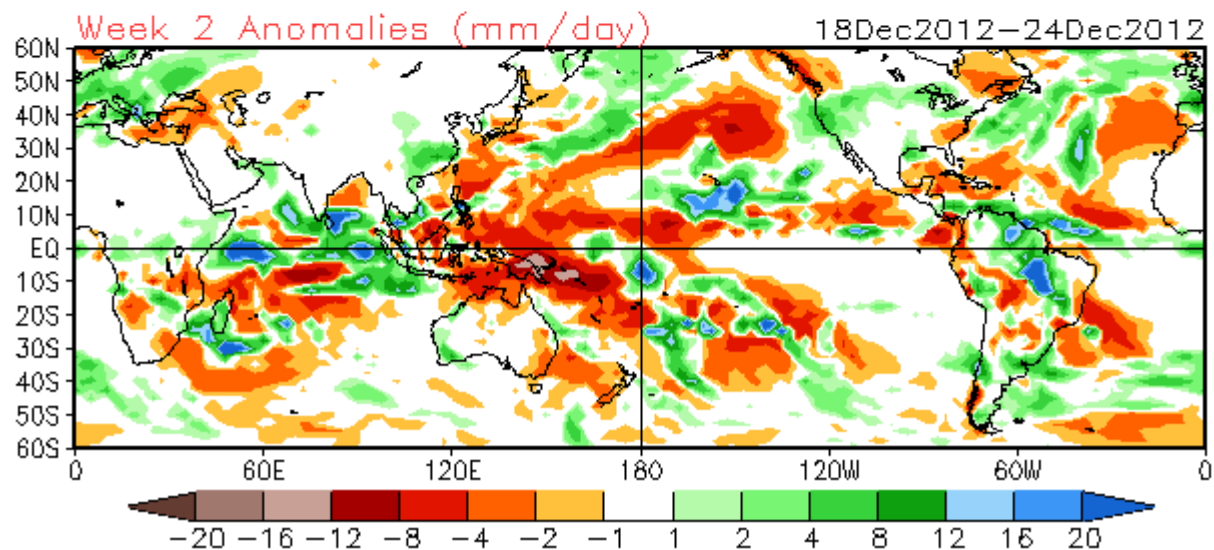 Week 2 Anomalies (mm/day) 18Dec2012−24Dec2012
60N
50N
40N
30N
20N
10N
EQ
10S
20S
30S
40S
50S
60S
0 60E 120E 180 120W 60W 0
−20 −16 −12 −8 −4 −2 −1 1 2 4 8 12 16 20